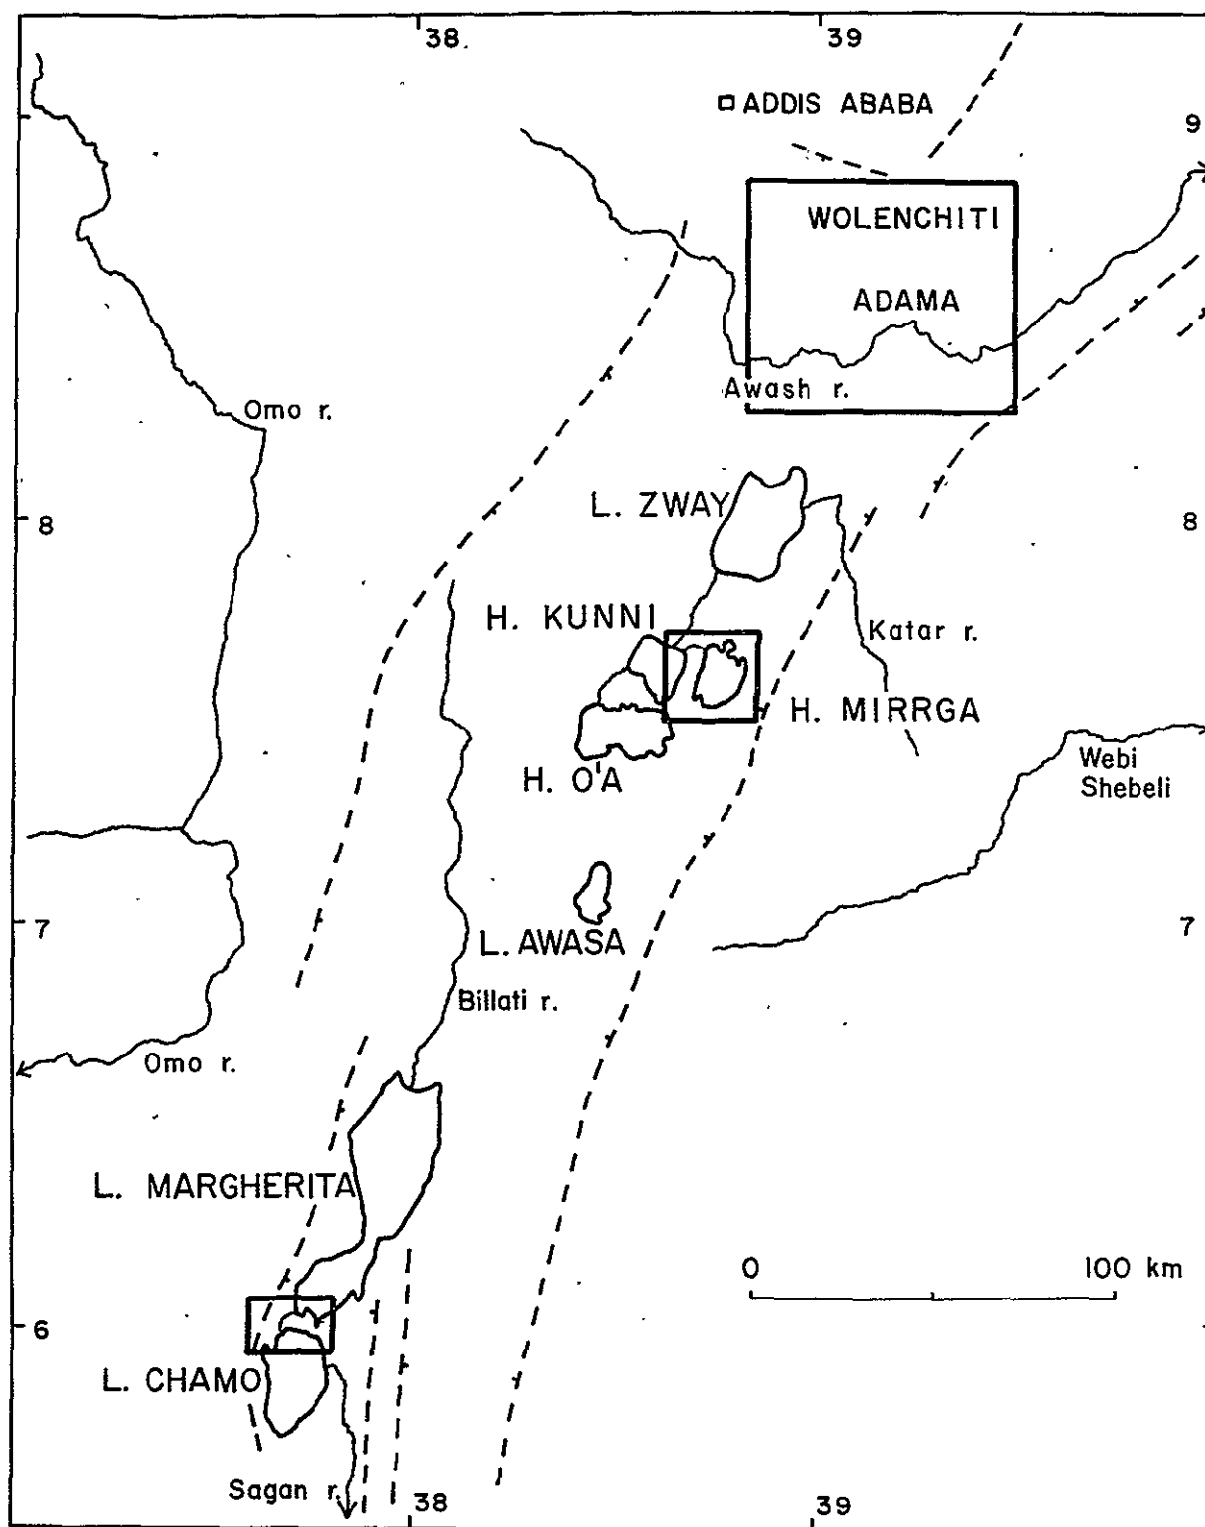 38
39
ADDIS ABABA
9
WOLENCHITI
ADAMA
Awash r.
Omo r.
L. ZWAY
8
8
H. KUNNI
Katar r.
H. MIRRGA
H. O'A
Webi
Shebeli
7
7
L. AWASA
Billati r.
Omo r.
L. MARGHERITA
0
100 km
6
L. CHAMO
Sagan r.
38
39